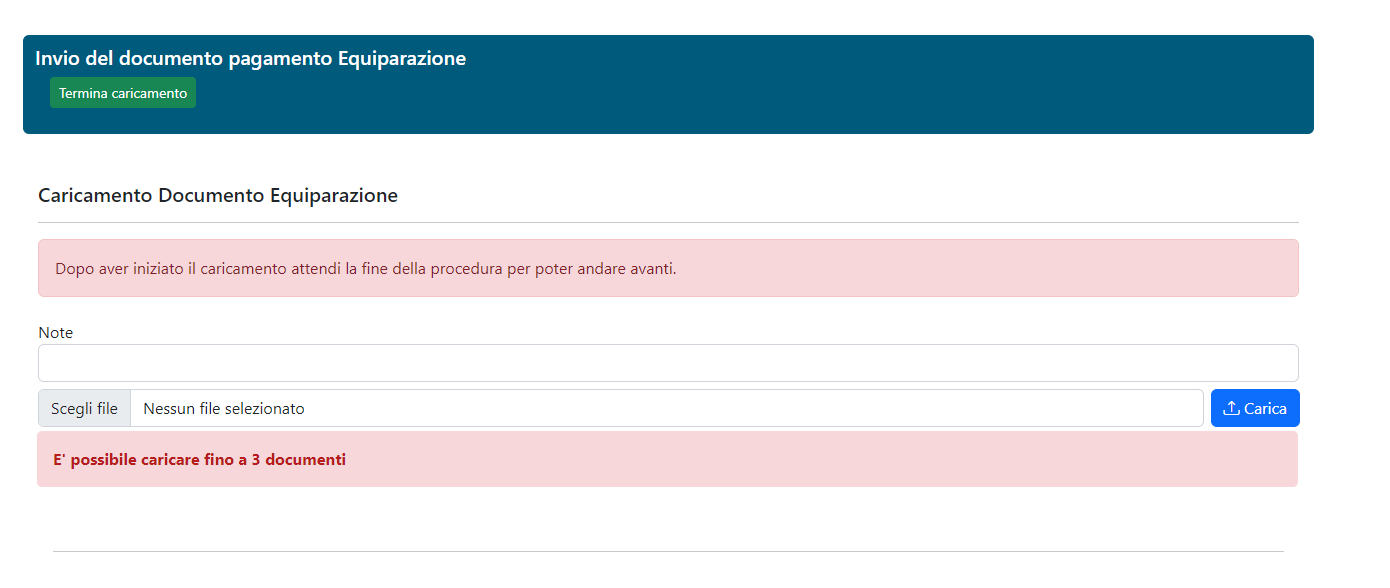 Invio del documento pagamento Equiparazione
Termina caricamento
Caricamento Documento Equiparazione
Dopo aver iniziato il caricamento attendi la fine della procedura per poter andare avanti.
Note
Scegli file Nessun file selezionato Carica
E' possibile caricare fino a 3 documenti